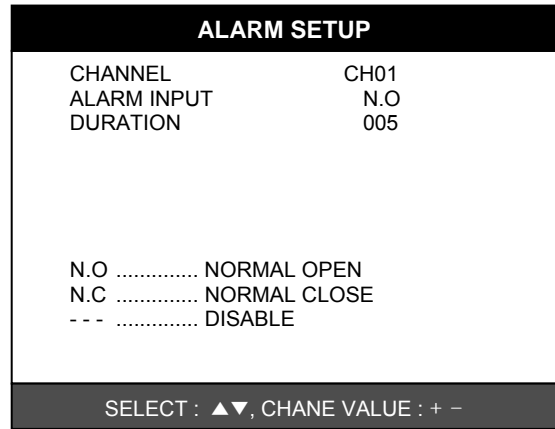 ALARM SETUP
CHANNEL CH01
ALARM INPUT N.O
DURATION 005
N.O .............. NORMAL OPEN
N.C .............. NORMAL CLOSE
- - - .............. DISABLE
SELECT : ▲▼, CHANE VALUE : + −